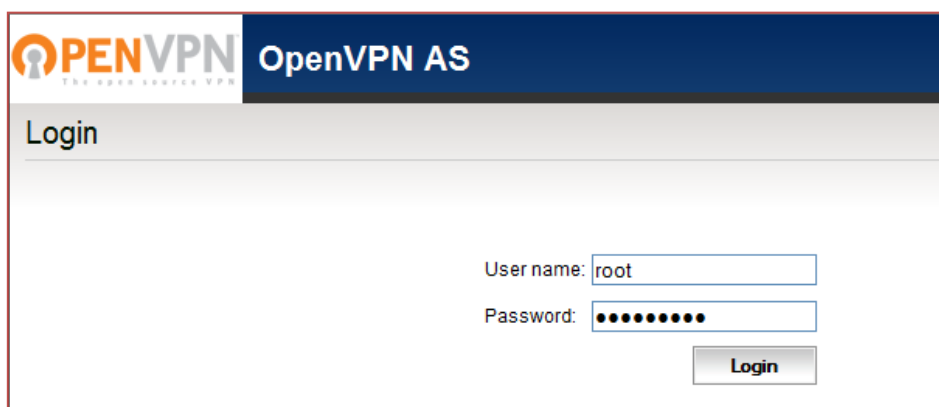 OPENVPN
The open source VPN
OpenVPN AS
Login
User name: root
Password: ●●●●●●●●●
Login